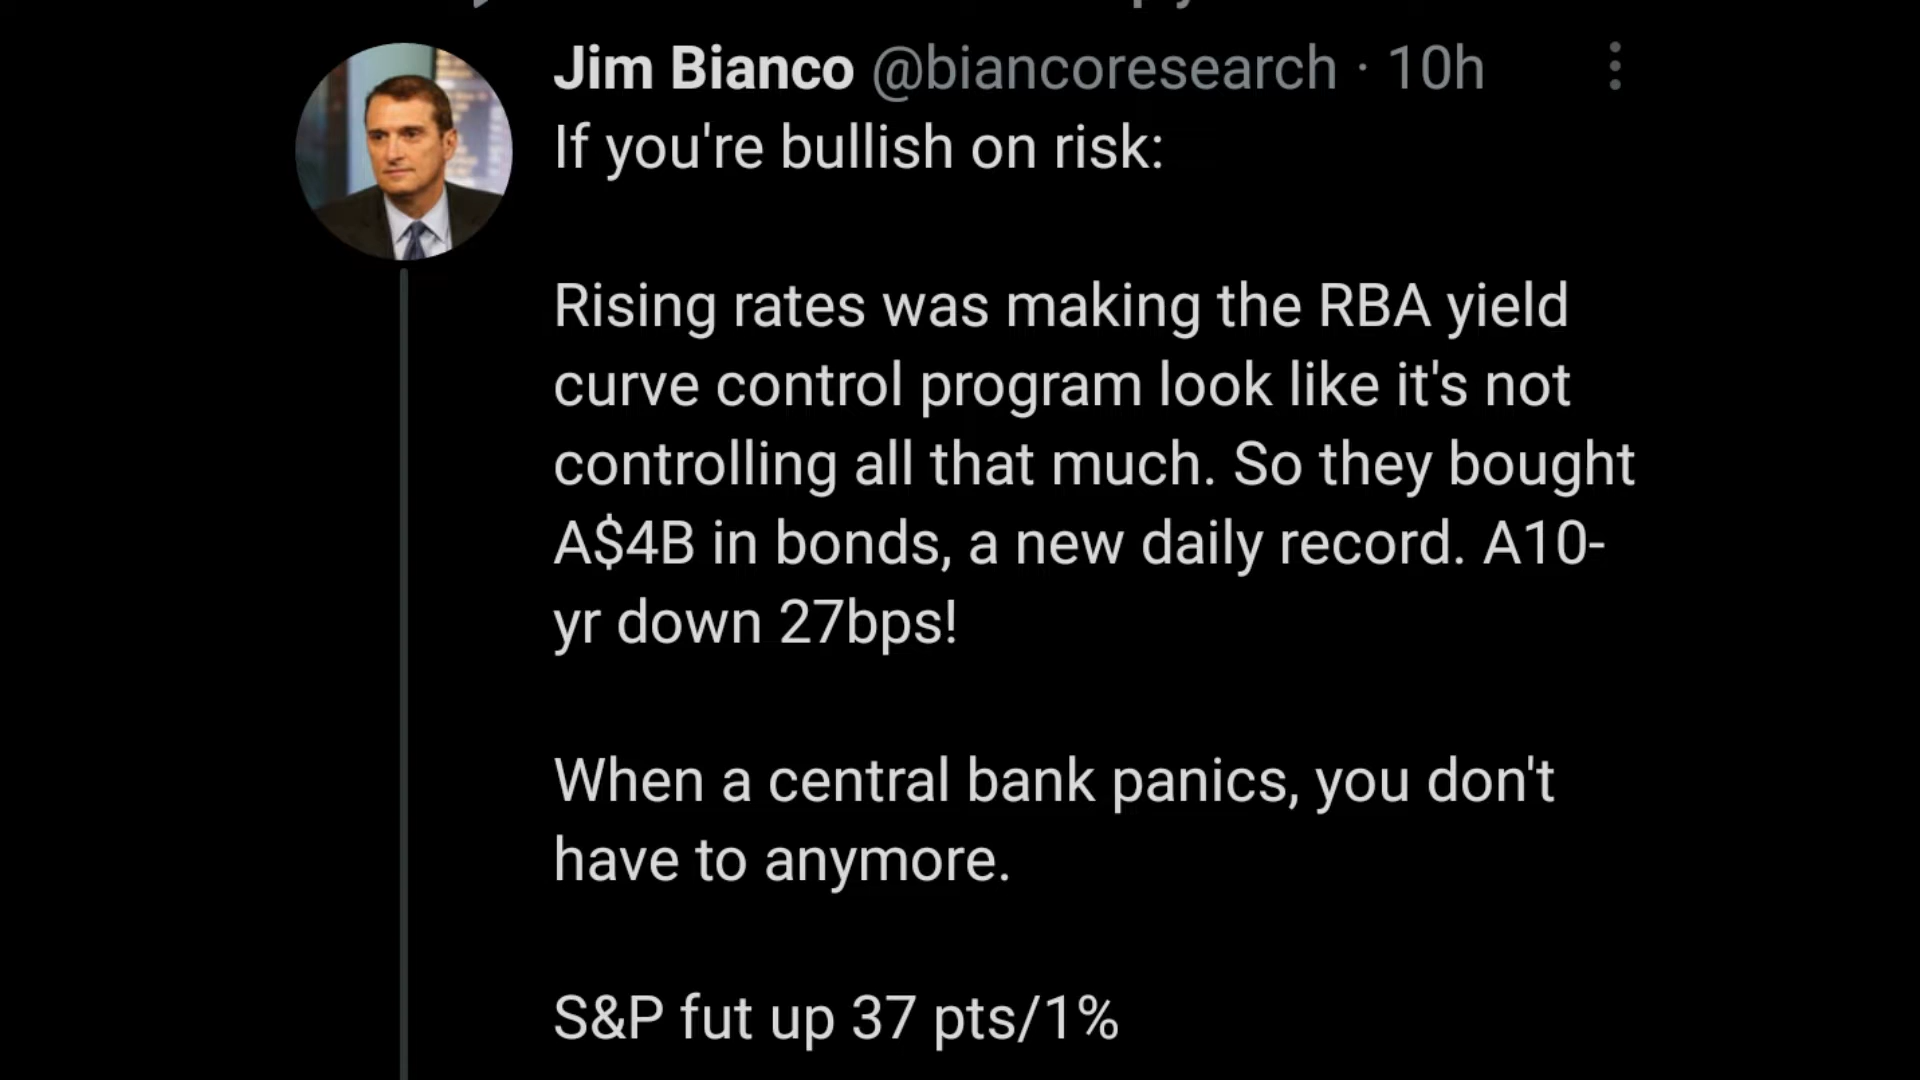 Jim Bianco @biancoresearch · 10h
If you're bullish on risk:
Rising rates was making the RBA yield
curve control program look like it's not
controlling all that much. So they bought
A$4B in bonds, a new daily record. A10-
yr down 27bps!
When a central bank panics, you don't
have to anymore.
S&P fut up 37 pts/1%